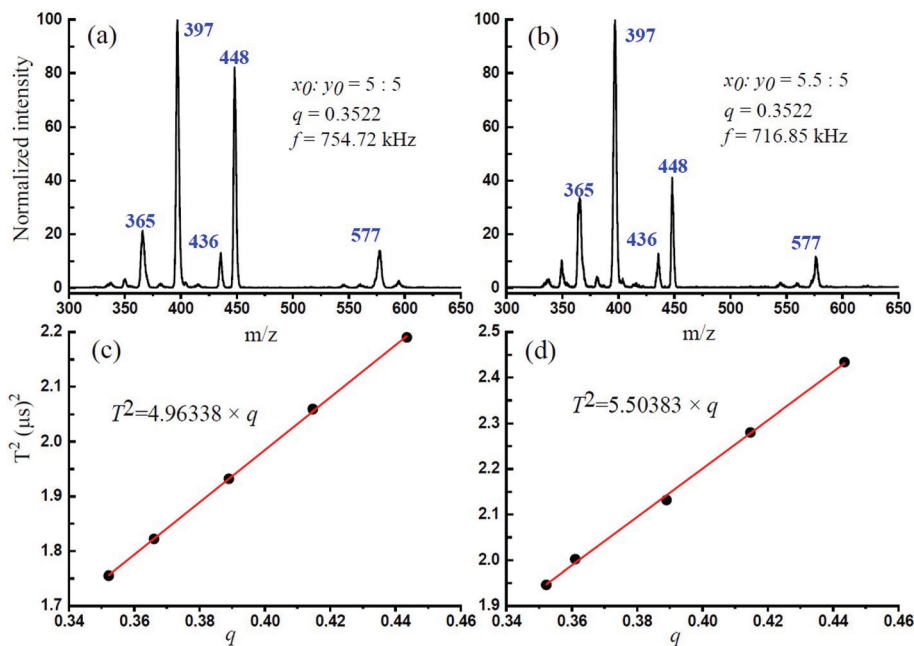 (a)
397
448
x0: y0 = 5 : 5
q = 0.3522
f = 754.72 kHz
365
436
577
Normalized intensity
100
80
60
40
20
0
300 350 400 450 500 550 600 650
m/z
(b)
397
448
x0: y0 = 5.5 : 5
q = 0.3522
f = 716.85 kHz
365
436
577
100
80
60
40
20
0
300 350 400 450 500 550 600 650
m/z
(c)
T²=4.96338 × q
T² (μs)²
2.2
2.1
2.0
1.9
1.8
1.7
0.34 0.36 0.38 0.40 0.42 0.44 0.46
q
(d)
T²=5.50383 × q
2.5
2.4
2.3
2.2
2.1
2.0
1.9
0.34 0.36 0.38 0.40 0.42 0.44 0.46
q